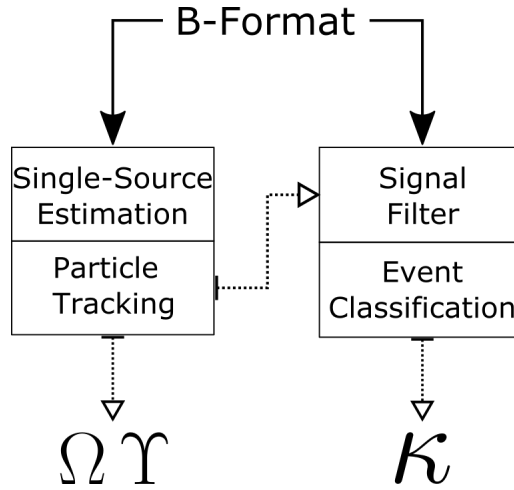 B-Format
Single-Source
Estimation
Particle
Tracking
Signal
Filter
Event
Classification
Ω Υ
κ